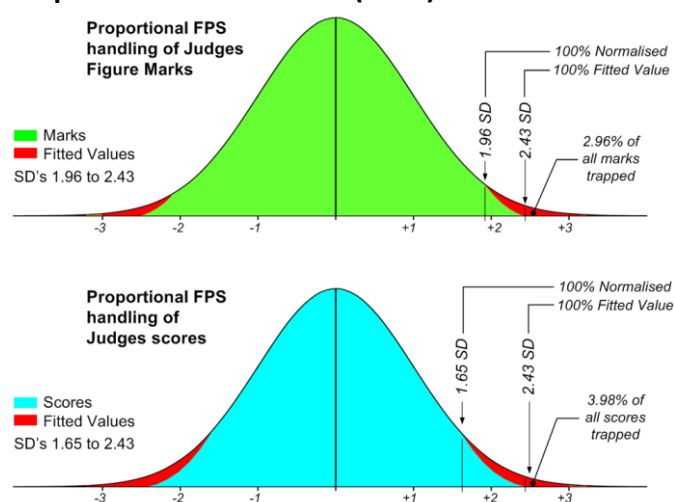 Proportional FPS
handling of Judges
Figure Marks
100% Normalised
100% Fitted Value
1.96 SD
2.43 SD
2.96% of
all marks
trapped
Marks
Fitted Values
SD's 1.96 to 2.43
-3 -2 -1 +1 +2 +3
Proportional FPS
handling of
Judges scores
100% Normalised
100% Fitted Value
1.65 SD
2.43 SD
3.98% of
all scores
trapped
Scores
Fitted Values
SD's 1.65 to 2.43
-3 -2 -1 +1 +2 +3